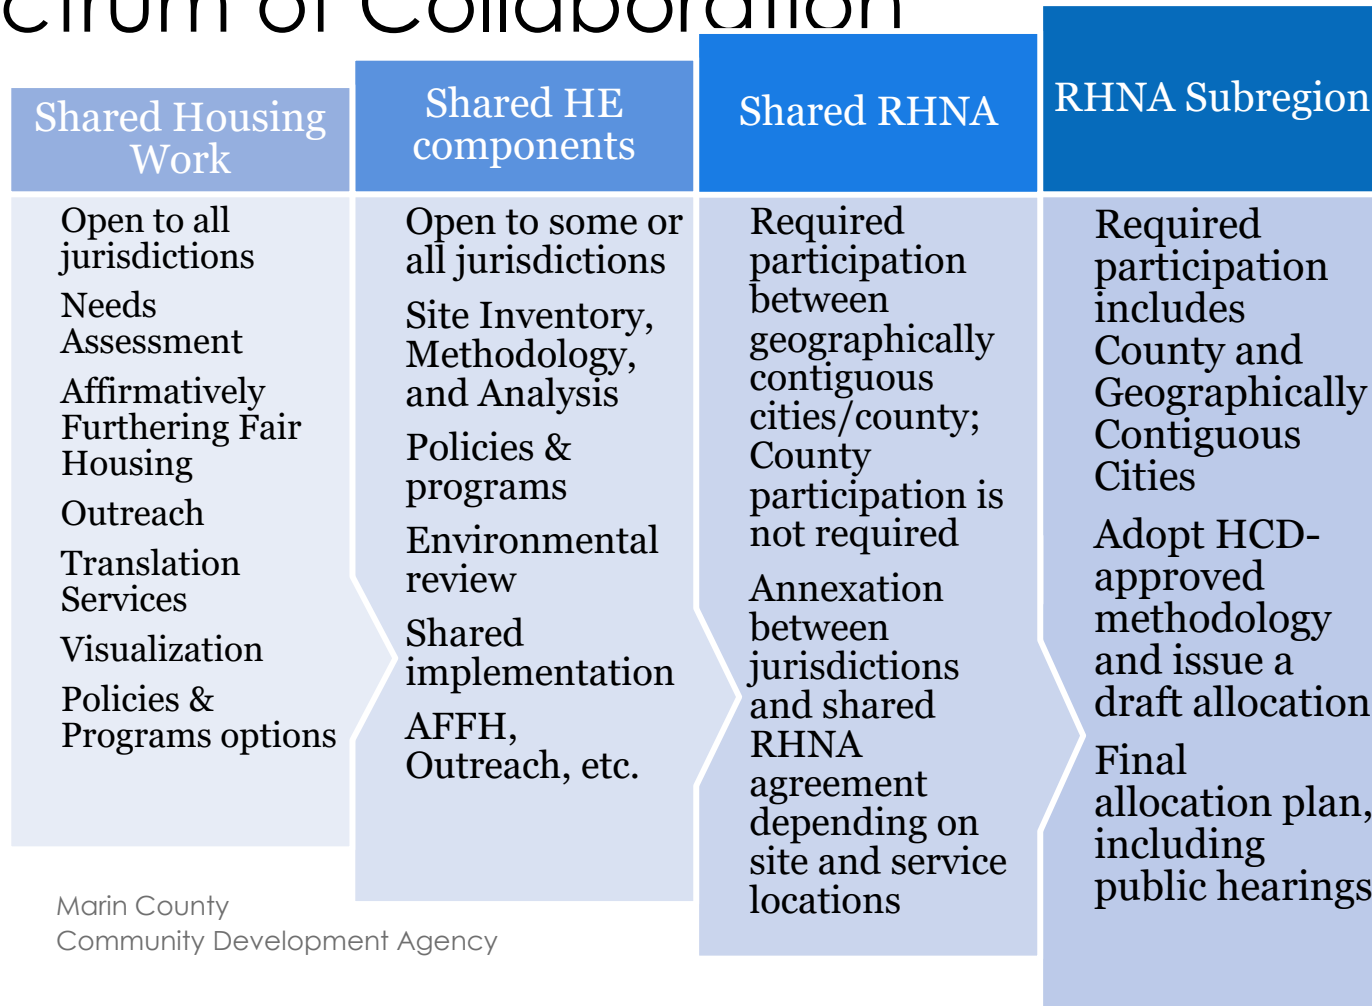 ctrum of Collaboration
Shared Housing
Work
Open to all
jurisdictions
Needs
Assessment
Affirmatively
Furthering Fair
Housing
Outreach
Translation
Services
Visualization
Policies &
Programs options
Shared HE
components
Open to some or
all jurisdictions
Site Inventory,
Methodology,
and Analysis
Policies &
programs
Environmental
review
Shared
implementation
AFFH,
Outreach, etc.
Shared RHNA
Required
participation
between
geographically
contiguous
cities/county;
County
participation is
not required
Annexation
between
jurisdictions
and shared
RHNA
agreement
depending on
site and service
locations
RHNA Subregion
Required
participation
includes
County and
Geographically
Contiguous
Cities
Adopt HCD-
approved
methodology
and issue a
draft allocation
Final
allocation plan,
including
public hearings
Marin County
Community Development Agency